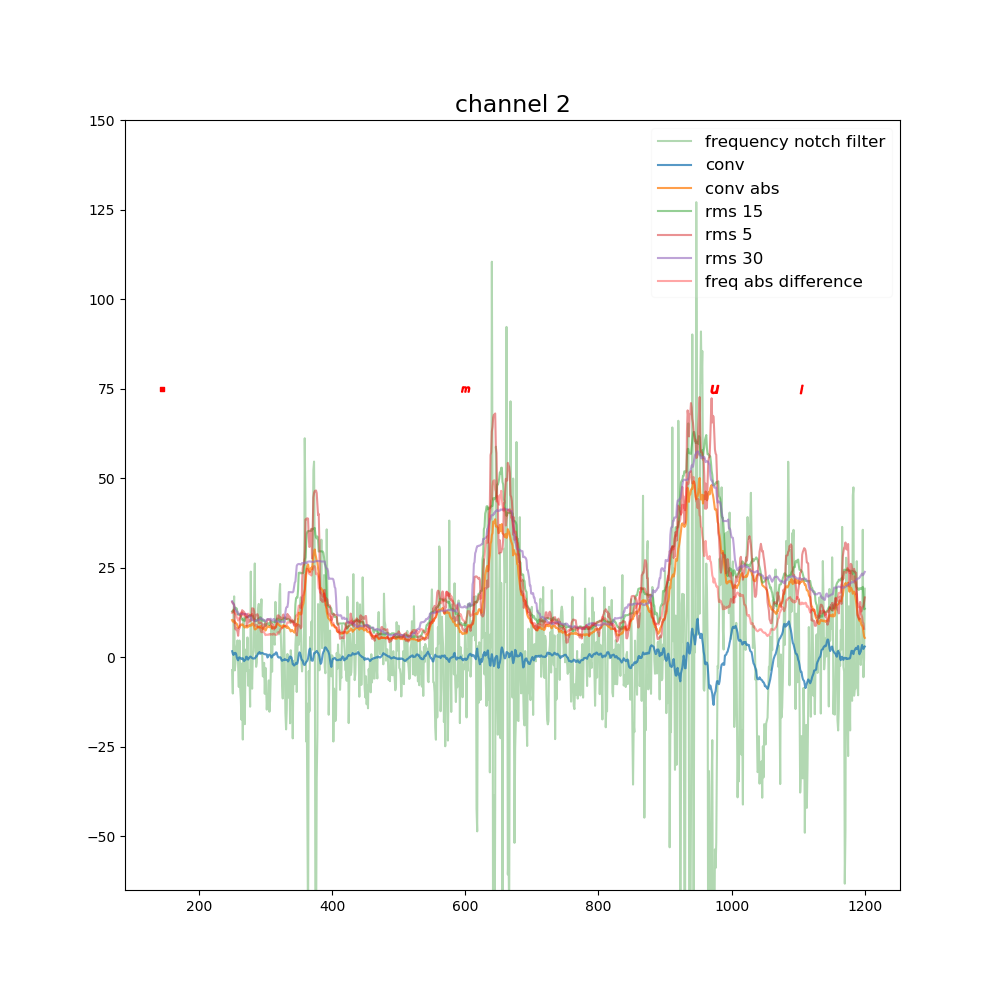 channel 2
150
125
100
75
50
25
0
−25
−50
200 400 600 800 1000 1200
frequency notch filter
conv
conv abs
rms 15
rms 5
rms 30
freq abs difference
m u l